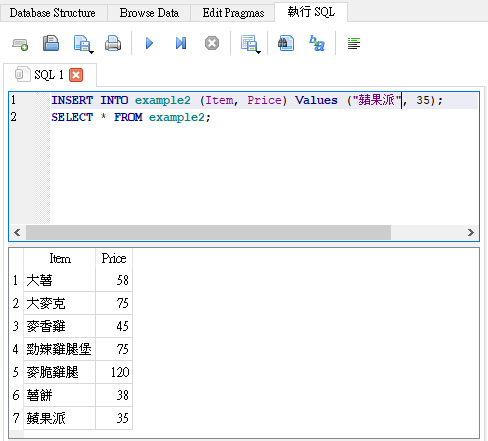 Database Structure Browse Data Edit Pragmas 執行 SQL
SQL 1
1 INSERT INTO example2 (Item, Price) Values ("蘋果派", 35);
2 SELECT * FROM example2;
Item Price
1 大薯 58
2 大麥克 75
3 麥香雞 45
4 勁辣雞腿堡 75
5 麥脆雞腿 120
6 薯餅 38
7 蘋果派 35